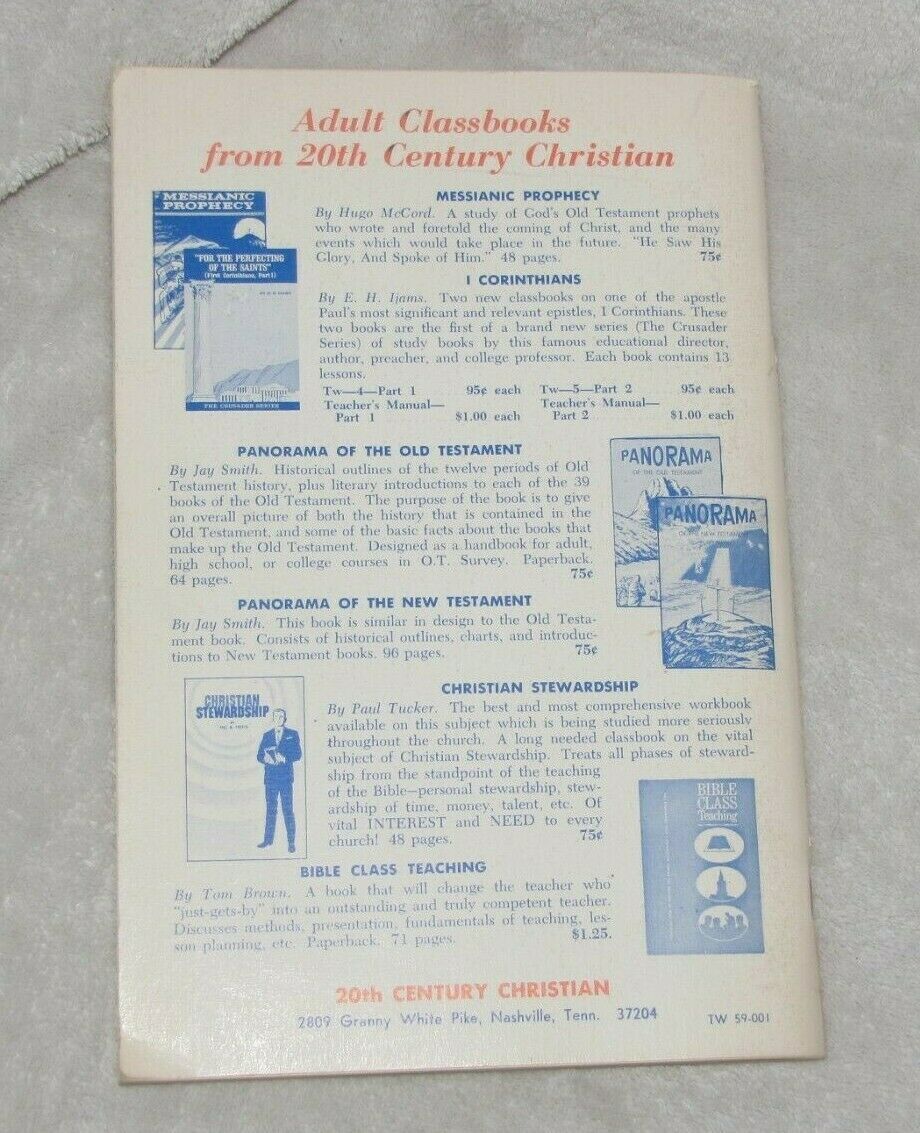 Adult Classbooks
from 20th Century Christian
MESSIANIC
PROPHECY
"FOR THE PERFECTING
OF THE SAINTS"
(First Corinthians, Part I)
THE CRUSADER SERIES
MESSIANIC PROPHECY
By Hugo McCord. A study of God's Old Testament prophets
who wrote and foretold the coming of Christ, and the many
events which would take place in the future. "He Saw His
Glory, And Spoke of Him." 48 pages. 75¢
I CORINTHIANS
By E. H. Ijams. Two new classbooks on one of the apostle
Paul's most significant and relevant epistles, I Corinthians. These
two books are the first of a brand new series (The Crusader
Series) of study books by this famous educational director,
author, preacher, and college professor. Each book contains 13
lessons.
Tw—4—Part 1 95¢ each Tw—5—Part 2 95¢ each
Teacher's Manual— Teacher's Manual—
Part 1 $1.00 each Part 2 $1.00 each
PANORAMA OF THE OLD TESTAMENT
By Jay Smith. Historical outlines of the twelve periods of Old
Testament history, plus literary introductions to each of the 39
books of the Old Testament. The purpose of the book is to give
an overall picture of both the history that is contained in the
Old Testament, and some of the basic facts about the books that
make up the Old Testament. Designed as a handbook for adult,
high school, or college courses in O.T. Survey. Paperback.
64 pages. 75¢
PANORAMA
OF THE OLD TESTAMENT
PANORAMA
OF THE NEW TESTAMENT
PANORAMA OF THE NEW TESTAMENT
By Jay Smith. This book is similar in design to the Old Testa-
ment book. Consists of historical outlines, charts, and introduc-
tions to New Testament books. 96 pages. 75¢
CHRISTIAN
STEWARDSHIP
CHRISTIAN STEWARDSHIP
By Paul Tucker. The best and most comprehensive workbook
available on this subject which is being studied more seriously
throughout the church. A long needed classbook on the vital
subject of Christian Stewardship. Treats all phases of steward-
ship from the standpoint of the teaching
of the Bible—personal stewardship, stew-
ardship of time, money, talent, etc. Of
vital INTEREST and NEED to every
church! 48 pages. 75¢
BIBLE
CLASS
Teaching
BIBLE CLASS TEACHING
By Tom Brown. A book that will change the teacher who
"just-gets-by" into an outstanding and truly competent teacher.
Discusses methods, presentation, fundamentals of teaching, les-
son planning, etc. Paperback. 71 pages. $1.25.
20th CENTURY CHRISTIAN
2809 Granny White Pike, Nashville, Tenn. 37204
TW 59-001